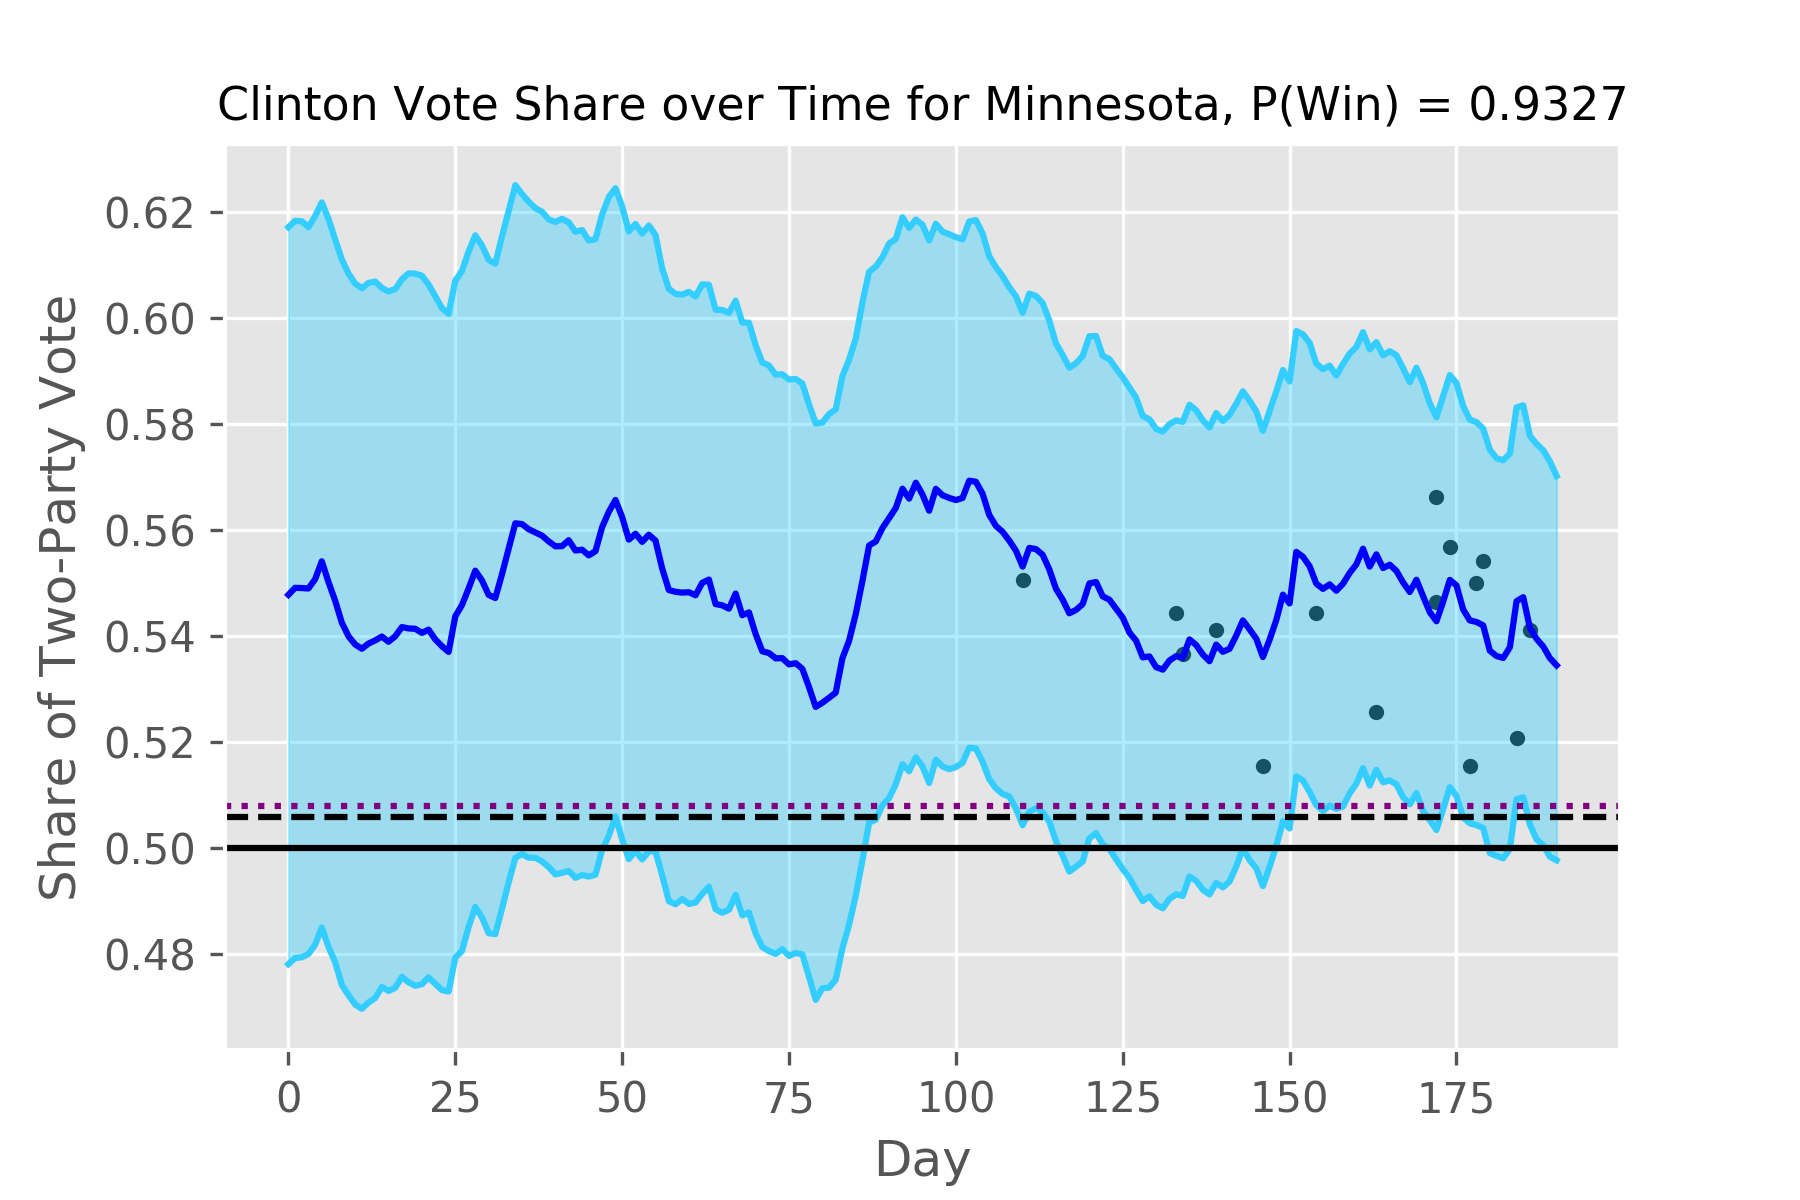 Clinton Vote Share over Time for Minnesota, P(Win) = 0.9327
Share of Two-Party Vote
0.62
0.60
0.58
0.56
0.54
0.52
0.50
0.48
0 25 50 75 100 125 150 175
Day